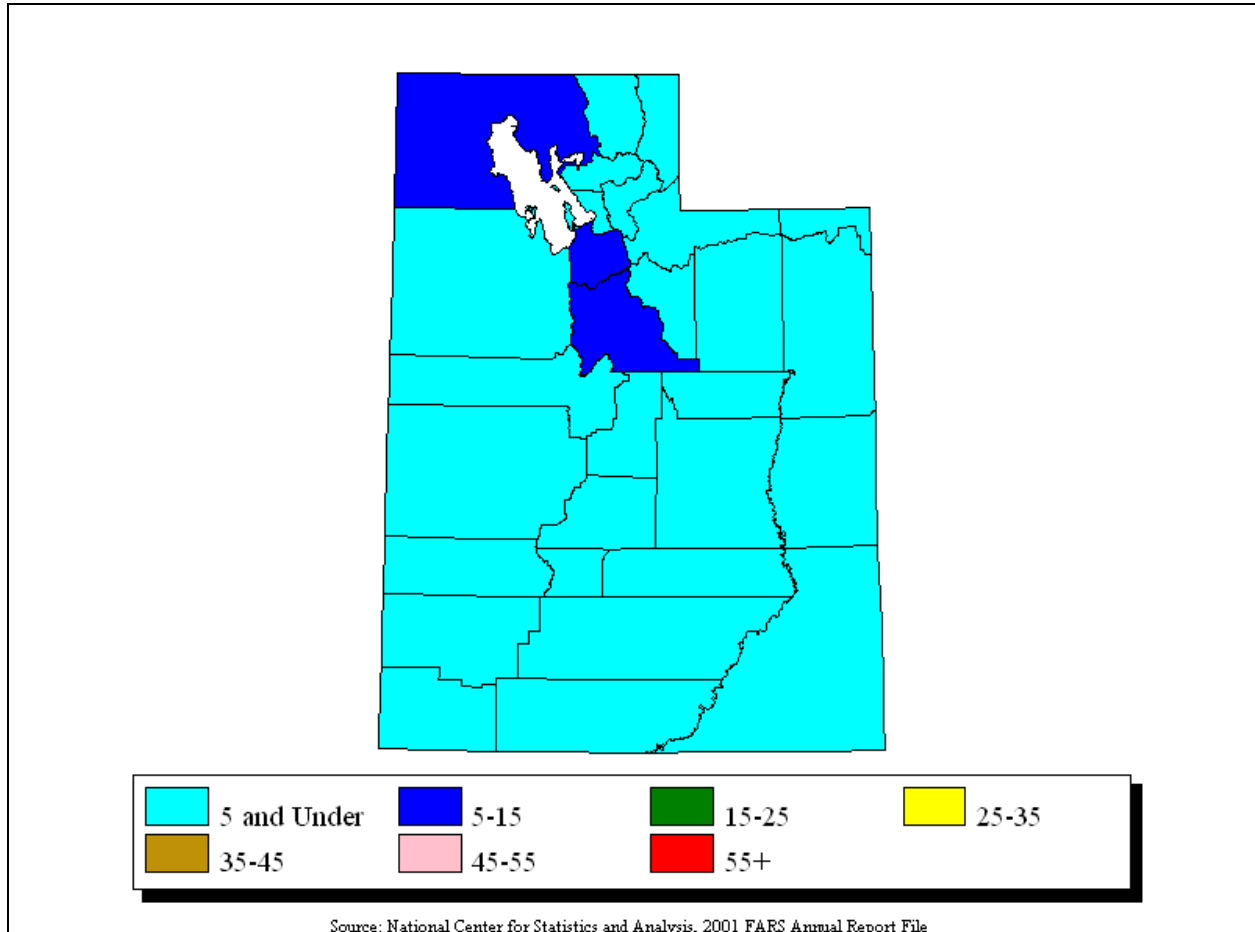 5 and Under 5-15 15-25 25-35
35-45 45-55 55+
Source: National Center for Statistics and Analysis, 2001 FARS Annual Report File